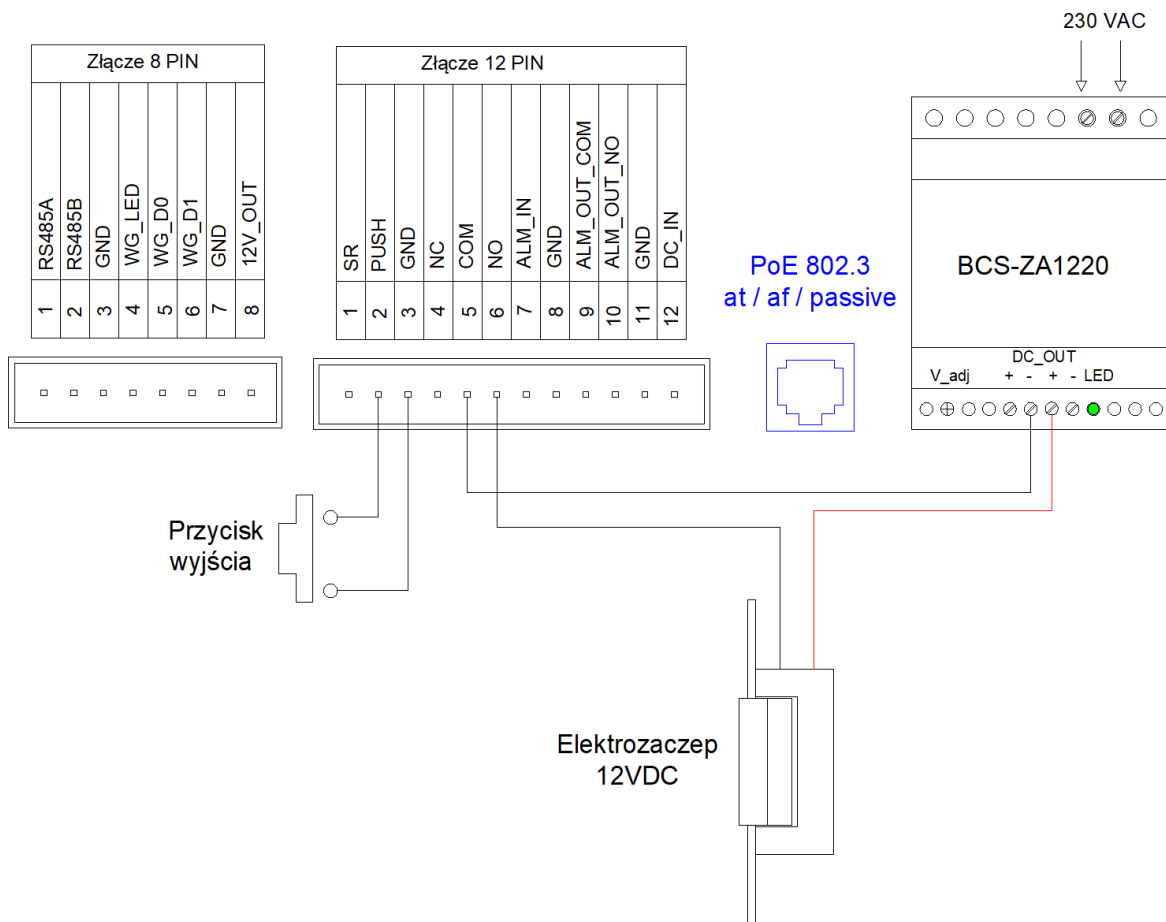 230 VAC
Złącze 8 PIN
RS485A
RS485B
GND
WG_LED
WG_D0
WG_D1
GND
12V_OUT
1
2
3
4
5
6
7
8
Złącze 12 PIN
SR
PUSH
GND
NC
COM
NO
ALM_IN
GND
ALM_OUT_COM
ALM_OUT_NO
GND
DC_IN
1
2
3
4
5
6
7
8
9
10
11
12
PoE 802.3
at / af / passive
BCS-ZA1220
DC_OUT
V_adj + - + - LED
Przycisk
wyjścia
Elektrozaczep
12VDC